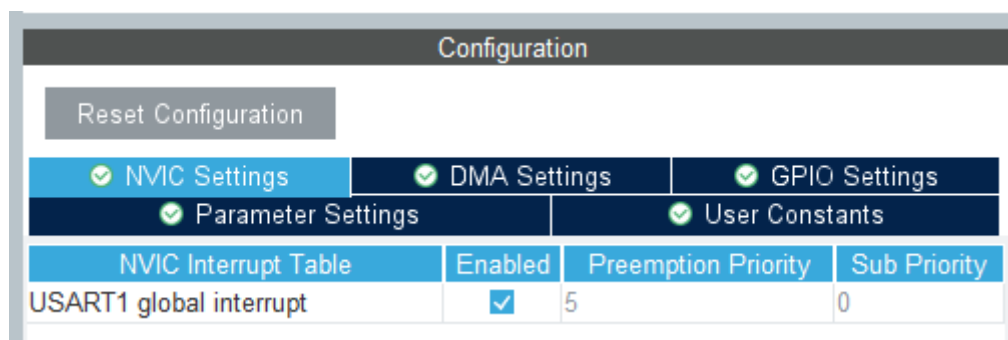 Configuration
Reset Configuration
NVIC Settings DMA Settings GPIO Settings
Parameter Settings User Constants
NVIC Interrupt Table Enabled Preemption Priority Sub Priority
USART1 global interrupt 5 0